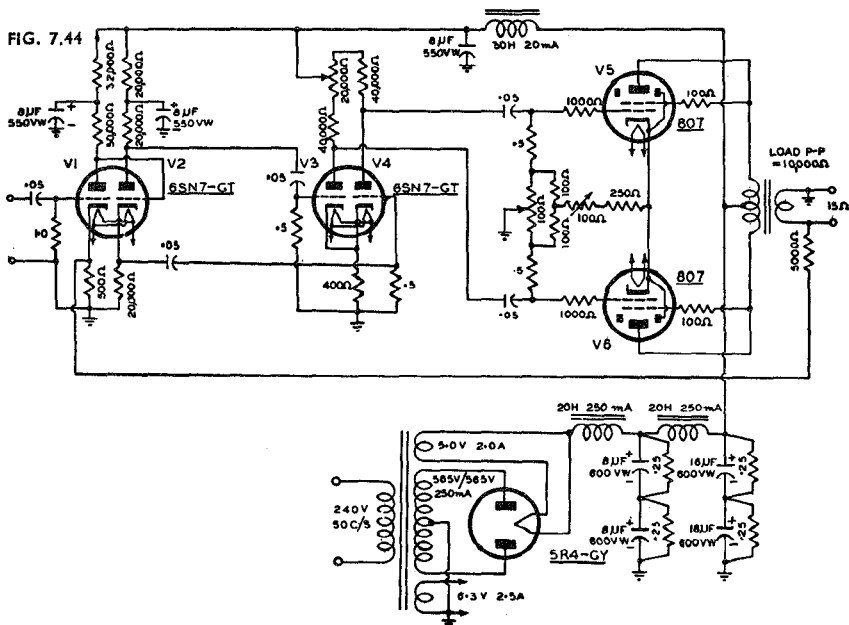 FIG. 7.44
8µF
550VW
32,000Ω
20,000Ω
50,000Ω
20,000Ω
8µF
550VW
V1
V2
6SN7-GT
·05
1·0
500Ω
20,000Ω
·05
·05
V3
V4
6SN7-GT
20,000Ω
40,000Ω
40,000Ω
·5
400Ω
·5
8µF
550VW
30H 20mA
·05
·05
1000Ω
1000Ω
·5
·5
100Ω
100Ω
100Ω
100Ω
250Ω
V5
807
100Ω
807
V6
100Ω
LOAD P-P
=10,000Ω
15Ω
5000Ω
240V
50C/S
5·0V 2·0A
565V/565V
250mA
6·3V 2·5A
5R4-GY
20H 250mA
20H 250mA
8µF
600VW
·25
16µF
600VW
·25
8µF
600VW
·25
16µF
600VW
·25